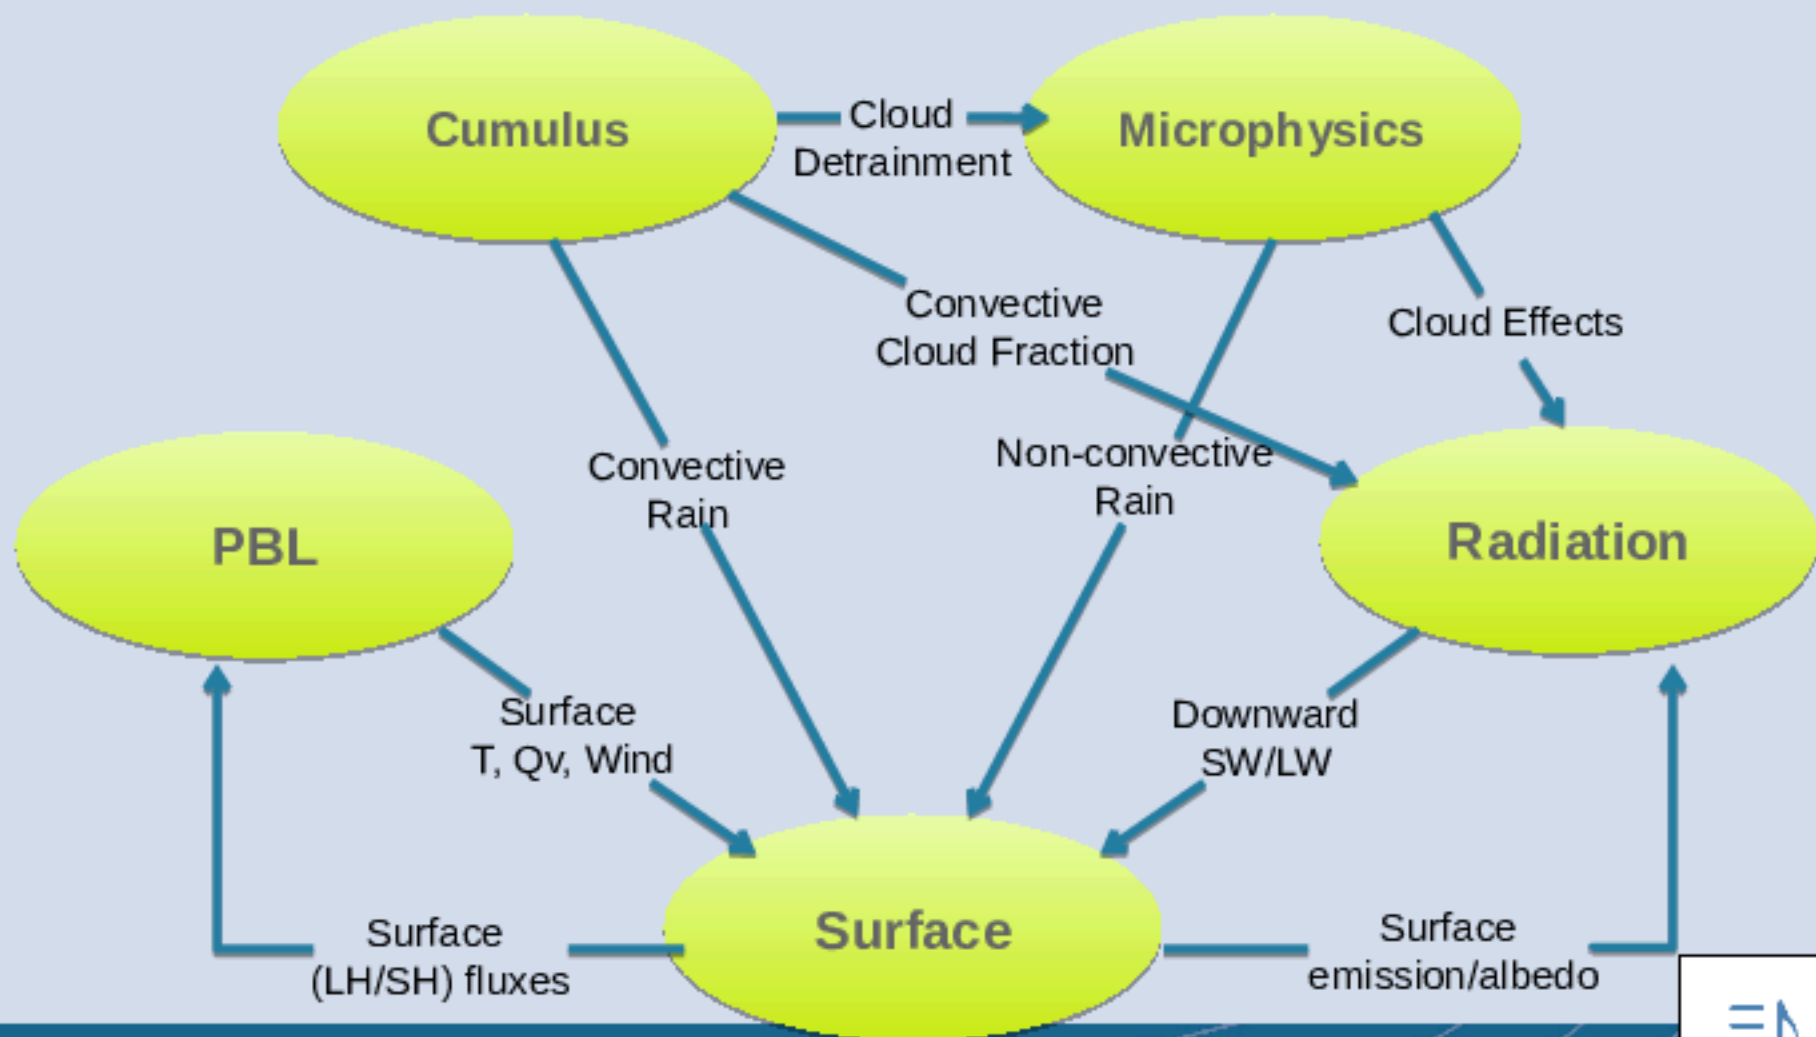 Cumulus
Cloud
Detrainment
Microphysics
Convective
Cloud Fraction
Cloud Effects
Convective
Rain
Non-convective
Rain
PBL
Radiation
Surface
T, Qv, Wind
Downward
SW/LW
Surface
(LH/SH) fluxes
Surface
Surface
emission/albedo